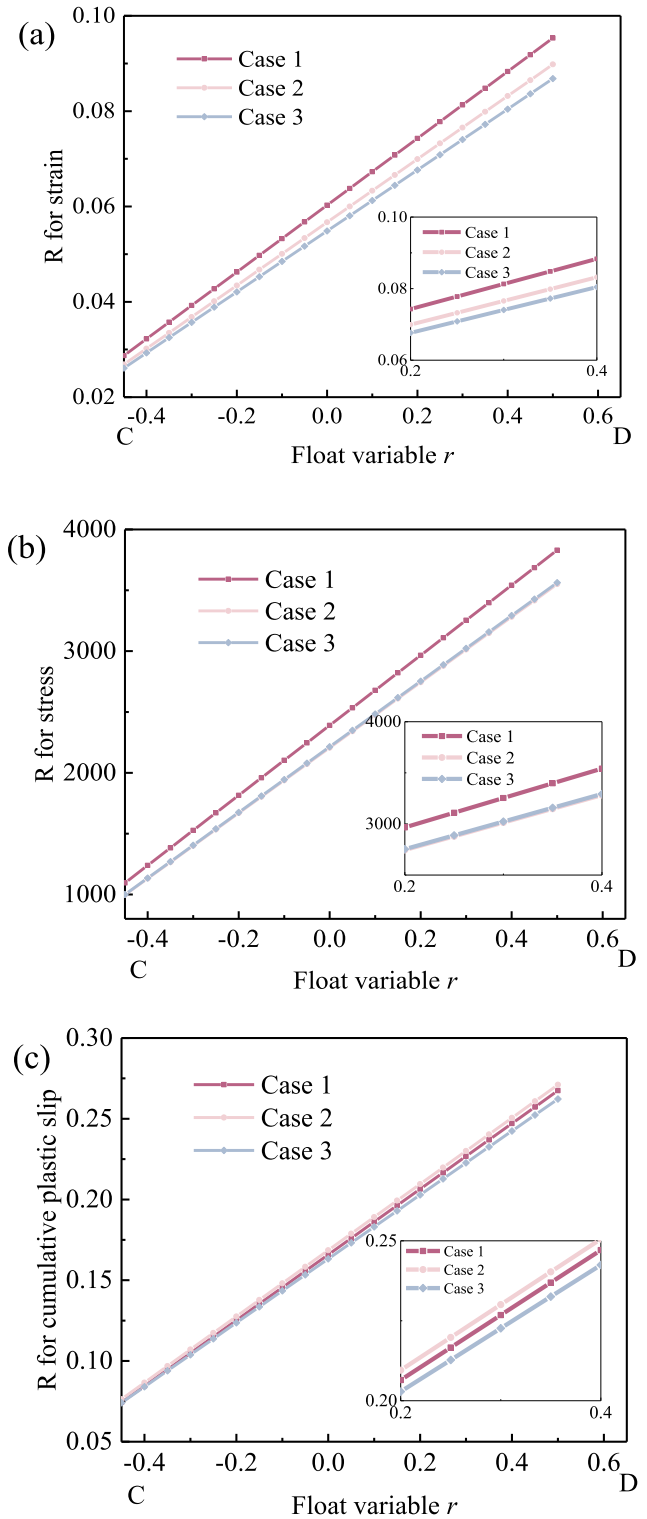 (a)
0.10
0.08
0.06
0.04
0.02
R for strain
Case 1
Case 2
Case 3
0.10
0.08
0.06
Case 1
Case 2
Case 3
0.2 0.4
-0.4 -0.2 0.0 0.2 0.4 0.6
C D
Float variable r
(b)
4000
3000
2000
1000
R for stress
Case 1
Case 2
Case 3
4000
3000
Case 1
Case 2
Case 3
0.2 0.4
-0.4 -0.2 0.0 0.2 0.4 0.6
C D
Float variable r
(c)
0.30
0.25
0.20
0.15
0.10
0.05
R for cumulative plastic slip
Case 1
Case 2
Case 3
0.25
0.20
Case 1
Case 2
Case 3
0.2 0.4
-0.4 -0.2 0.0 0.2 0.4 0.6
C D
Float variable r